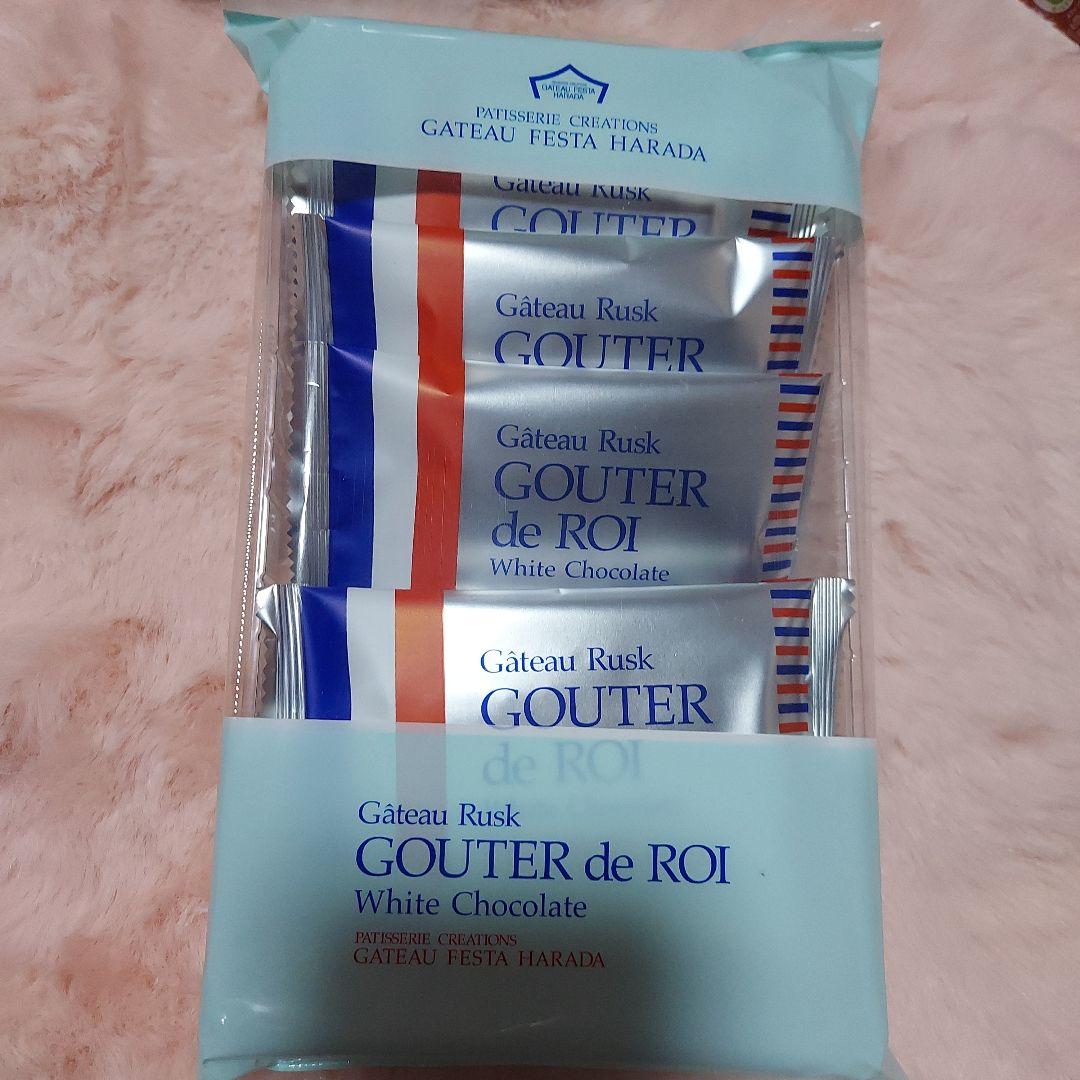 GATEAU FESTA
HARADA
PATISSERIE CREATIONS
GATEAU FESTA HARADA
Gateau Rusk
GOUTER
Gâteau Rusk
GOUTER
Gâteau Rusk
GOUTER
de ROI
White Chocolate
Gâteau Rusk
GOUTER
de ROI
Gâteau Rusk
GOUTER de ROI
White Chocolate
PATISSERIE CREATIONS
GATEAU FESTA HARADA